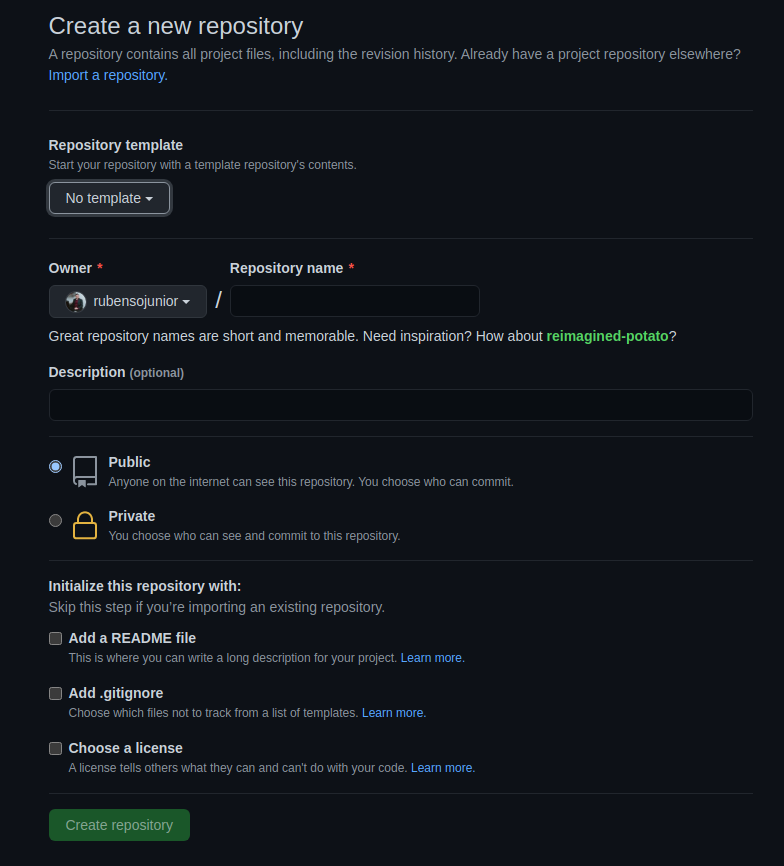 Create a new repository
A repository contains all project files, including the revision history. Already have a project repository elsewhere?
Import a repository.
Repository template
Start your repository with a template repository's contents.
No template
Owner *
Repository name *
rubensojunior
/
Great repository names are short and memorable. Need inspiration? How about reimagined-potato?
Description (optional)
Public
Anyone on the internet can see this repository. You choose who can commit.
Private
You choose who can see and commit to this repository.
Initialize this repository with:
Skip this step if you’re importing an existing repository.
Add a README file
This is where you can write a long description for your project. Learn more.
Add .gitignore
Choose which files not to track from a list of templates. Learn more.
Choose a license
A license tells others what they can and can't do with your code. Learn more.
Create repository